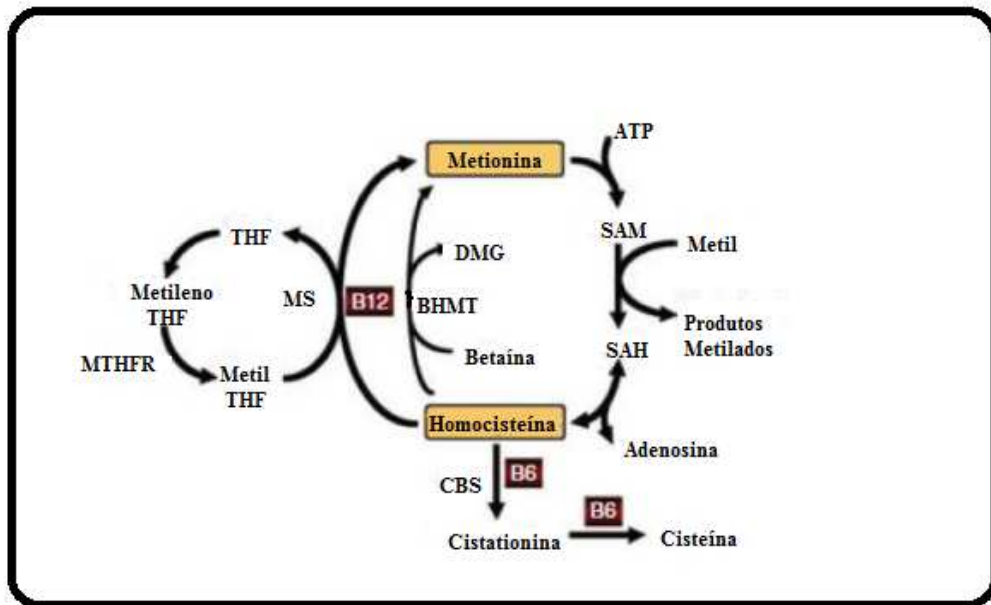 ATP
Metionina
THF
SAM
Metil
DMG
Metileno
THF
MS
B12
BHMT
Produtos
Metilados
MTHFR
Metil
THF
Betaína
SAH
Homocisteína
Adenosina
CBS
B6
B6
Cistationina
Cisteína